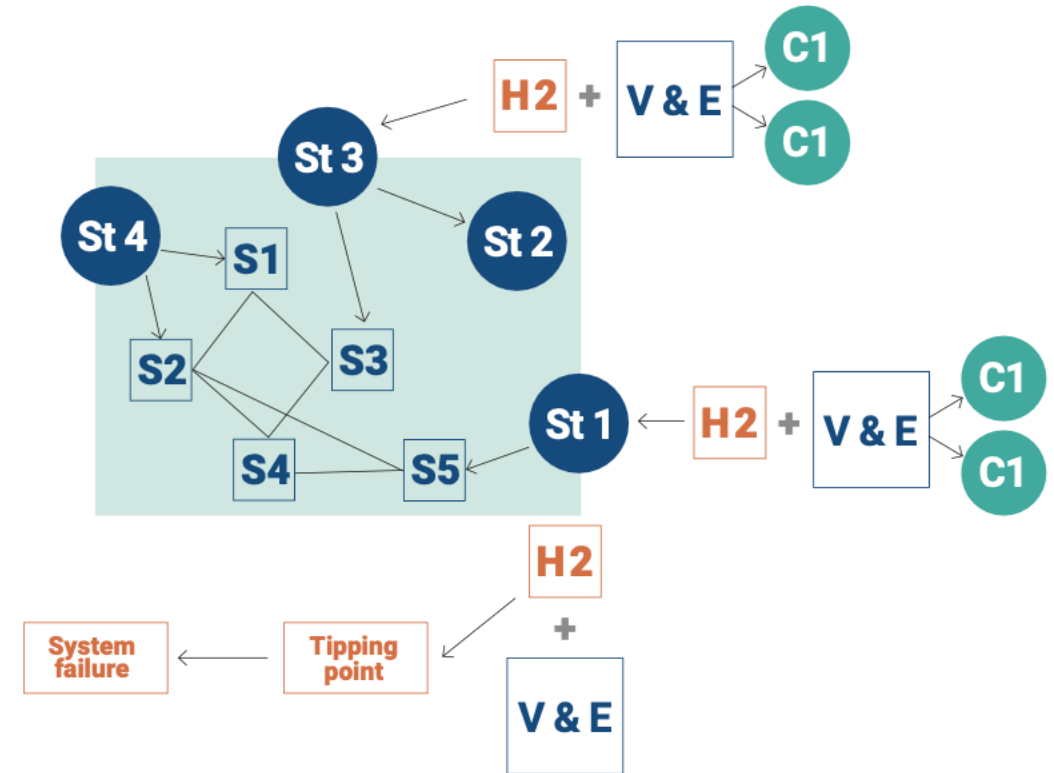 C1
H2 + V & E
C1
St 3
St 4
St 2
S1
S3
S2
C1
St 1
H2 + V & E
C1
S4
S5
H2
+
System
failure
Tipping
point
V & E